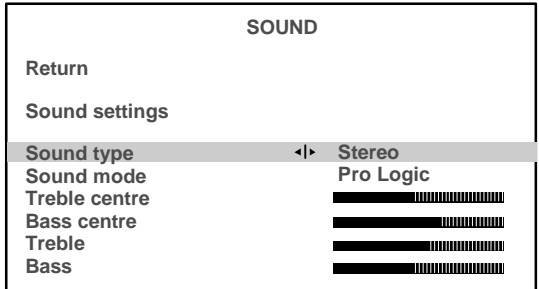 SOUND
Return
Sound settings
Sound type Stereo
Sound mode Pro Logic
Treble centre
Bass centre
Treble
Bass